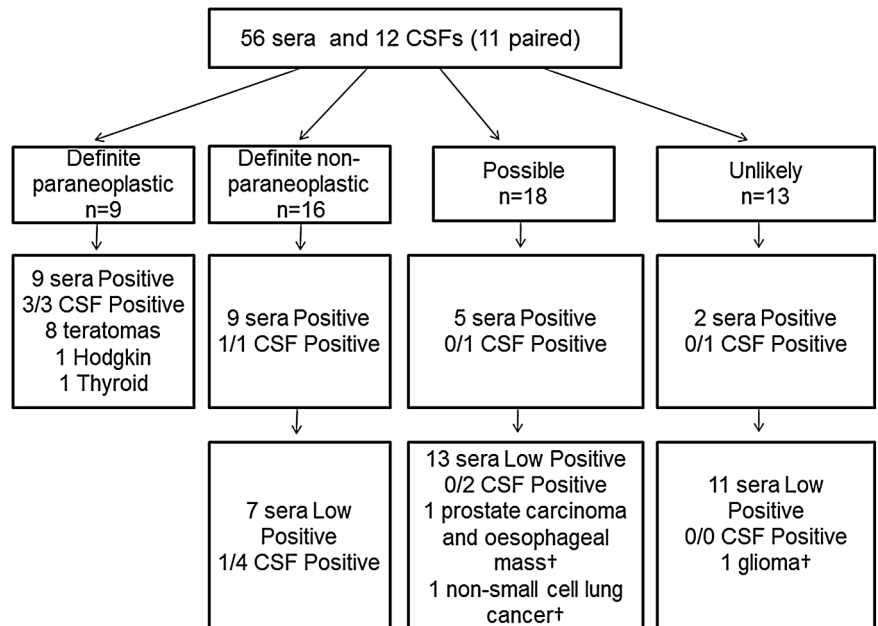 56 sera and 12 CSFs (11 paired)
Definite
paraneoplastic
n=9
Definite non-
paraneoplastic
n=16
Possible
n=18
Unlikely
n=13
9 sera Positive
3/3 CSF Positive
8 teratomas
1 Hodgkin
1 Thyroid
9 sera Positive
1/1 CSF Positive
5 sera Positive
0/1 CSF Positive
2 sera Positive
0/1 CSF Positive
7 sera Low
Positive
1/4 CSF Positive
13 sera Low Positive
0/2 CSF Positive
1 prostate carcinoma
and oesophageal
mass†
1 non-small cell lung
cancer†
11 sera Low
Positive
0/0 CSF Positive
1 glioma†